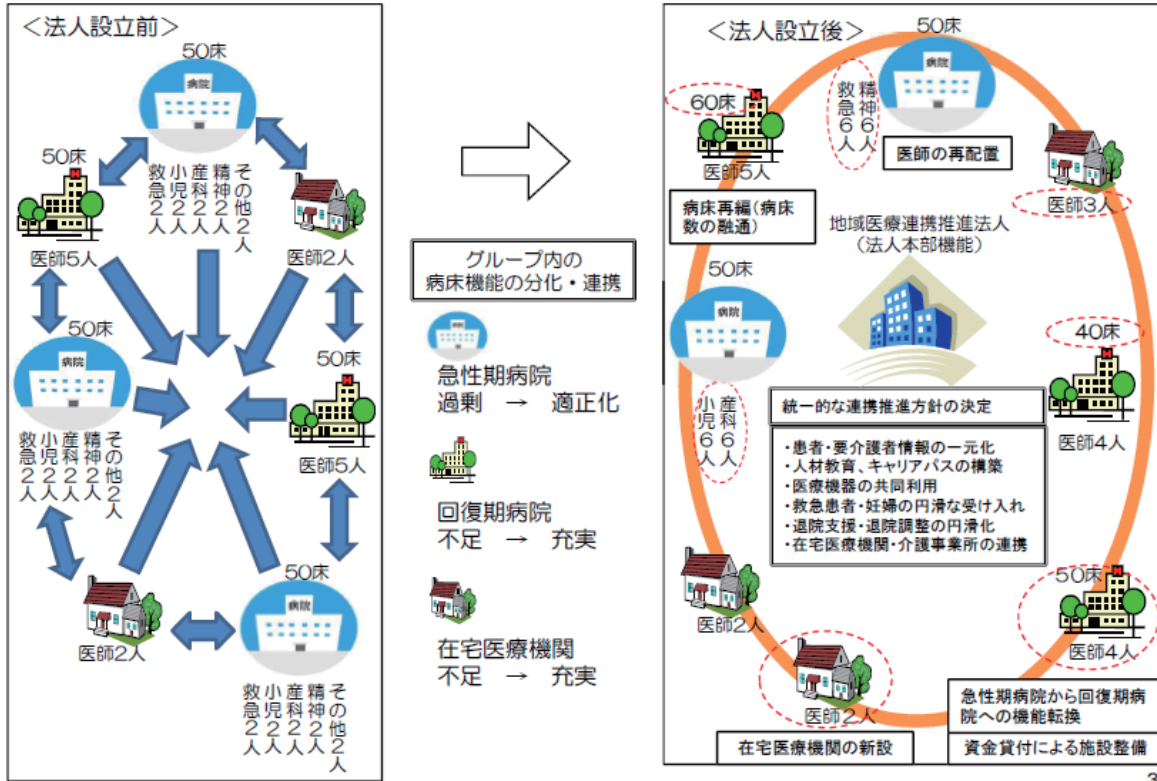 ＜法人設立前＞
50床
病院
50床
医師5人
救急2人
小児2人
産科2人
精神2人
その他2人
医師2人
50床
病院
救急2人
小児2人
産科2人
精神2人
その他2人
50床
H
医師5人
医師2人
50床
病院
救急2人
小児2人
産科2人
精神2人
その他2人
グループ内の
病床機能の分化・連携
急性期病院
過剰 → 適正化
回復期病院
不足 → 充実
在宅医療機関
不足 → 充実
＜法人設立後＞
50床
病院
救急6人
精神6人
医師の再配置
60床
H
医師5人
病床再編(病床
数の融通)
医師3人
地域医療連携推進法人
(法人本部機能)
50床
病院
小児6人
産科6人
40床
H
医師4人
統一的な連携推進方針の決定
・患者・要介護者情報の一元化
・人材教育、キャリアパスの構築
・医療機器の共同利用
・救急患者・妊婦の円滑な受け入れ
・退院支援・退院調整の円滑化
・在宅医療機関・介護事業所の連携
医師2人
医師2人
在宅医療機関の新設
50床
H
医師4人
急性期病院から回復期病
院への機能転換
資金貸付による施設整備
3